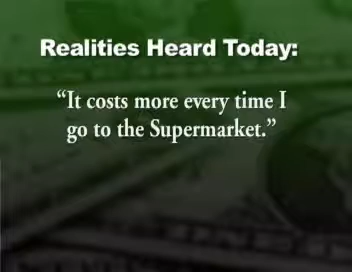 Realities Heard Today:
“It costs more every time I
go to the Supermarket.”